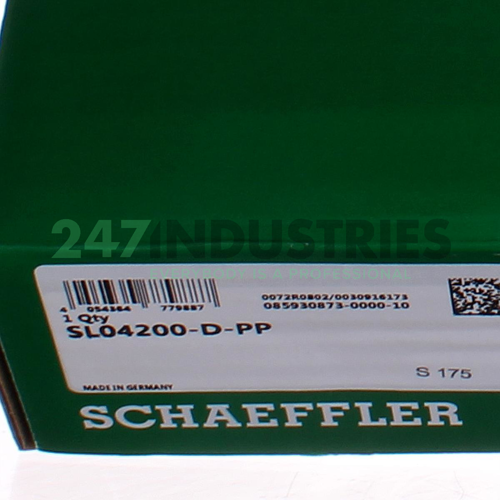 247INDUSTRIES
4 054364 779887
0072R0802/0030916173
085930873-0000-10
1 Qty
SL04200-D-PP
S 175
MADE IN GERMANY
SCHAEFFLER